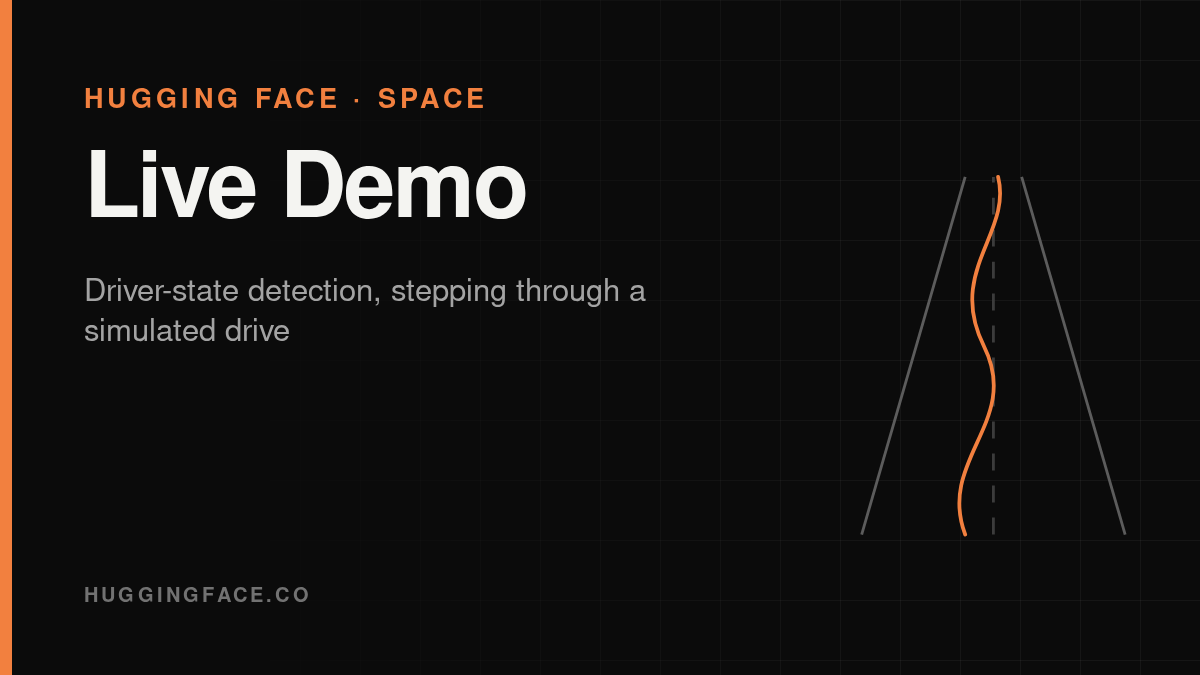 HUGGING FACE · SPACE
Live Demo
Driver-state detection, stepping through a
simulated drive
HUGGINGFACE.CO